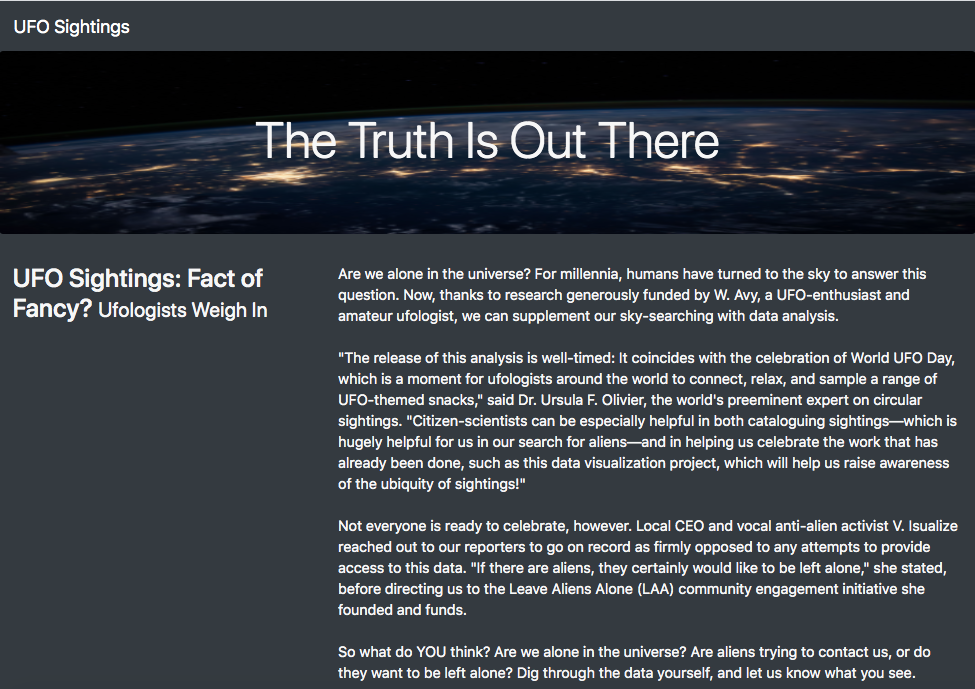 UFO Sightings
The Truth Is Out There
UFO Sightings: Fact of
Fancy? Ufologists Weigh In
Are we alone in the universe? For millennia, humans have turned to the sky to answer this
question. Now, thanks to research generously funded by W. Avy, a UFO-enthusiast and
amateur ufologist, we can supplement our sky-searching with data analysis.
"The release of this analysis is well-timed: It coincides with the celebration of World UFO Day,
which is a moment for ufologists around the world to connect, relax, and sample a range of
UFO-themed snacks," said Dr. Ursula F. Olivier, the world's preeminent expert on circular
sightings. "Citizen-scientists can be especially helpful in both cataloguing sightings—which is
hugely helpful for us in our search for aliens—and in helping us celebrate the work that has
already been done, such as this data visualization project, which will help us raise awareness
of the ubiquity of sightings!"
Not everyone is ready to celebrate, however. Local CEO and vocal anti-alien activist V. Isualize
reached out to our reporters to go on record as firmly opposed to any attempts to provide
access to this data. "If there are aliens, they certainly would like to be left alone," she stated,
before directing us to the Leave Aliens Alone (LAA) community engagement initiative she
founded and funds.
So what do YOU think? Are we alone in the universe? Are aliens trying to contact us, or do
they want to be left alone? Dig through the data yourself, and let us know what you see.